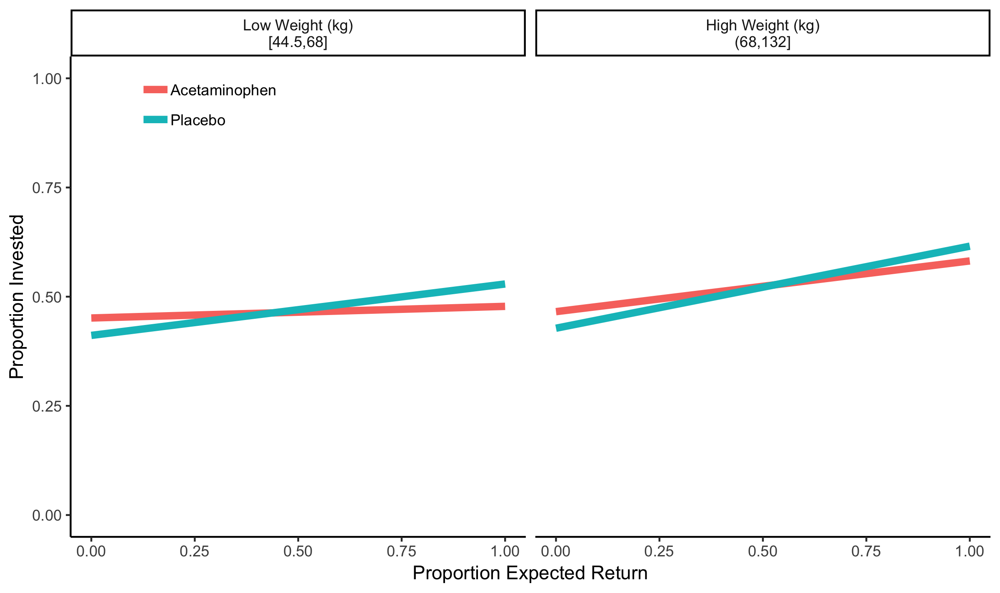 Low Weight (kg)
[44.5,68]
High Weight (kg)
(68,132]
Acetaminophen
Placebo
Proportion Invested
1.00
0.75
0.50
0.25
0.00
0.00 0.25 0.50 0.75 1.00
0.00 0.25 0.50 0.75 1.00
Proportion Expected Return